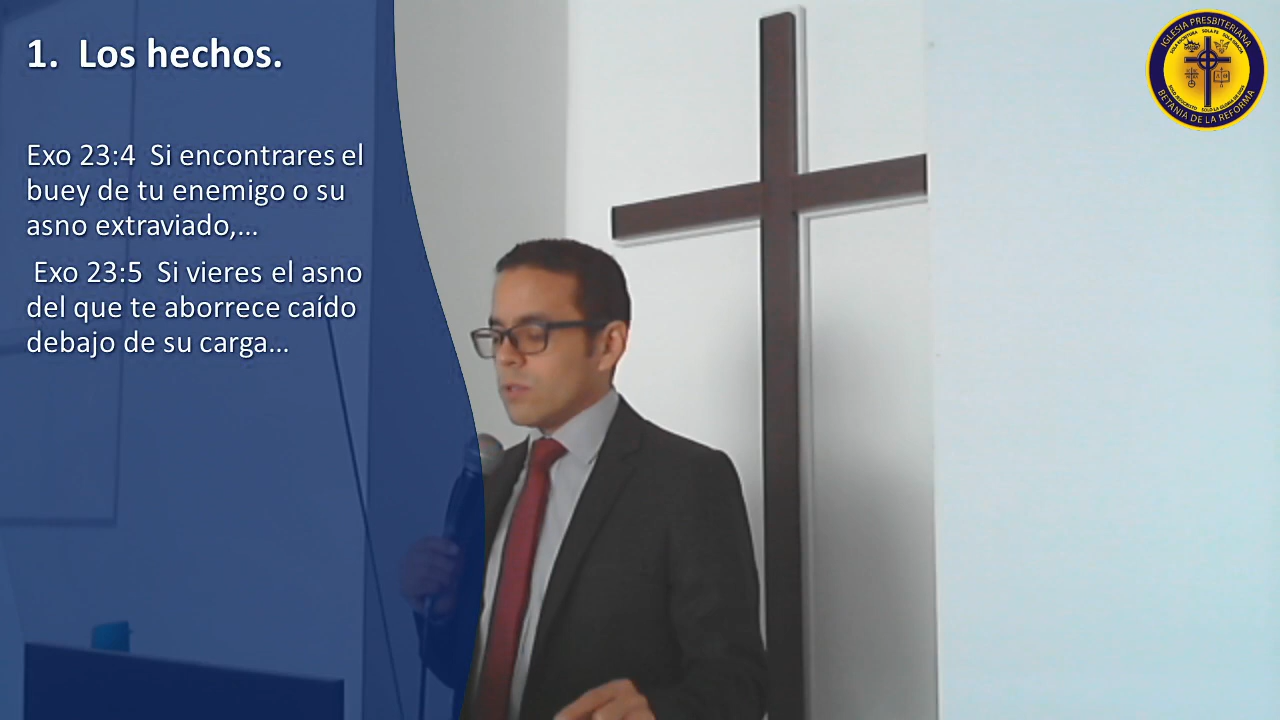 1. Los hechos.
Exo 23:4 Si encontrares el
buey de tu enemigo o su
asno extraviado,...
Exo 23:5 Si vieres el asno
del que te aborrece caído
debajo de su carga...
IGLESIA PRESBITERIANA
BETANIA DE LA REFORMA